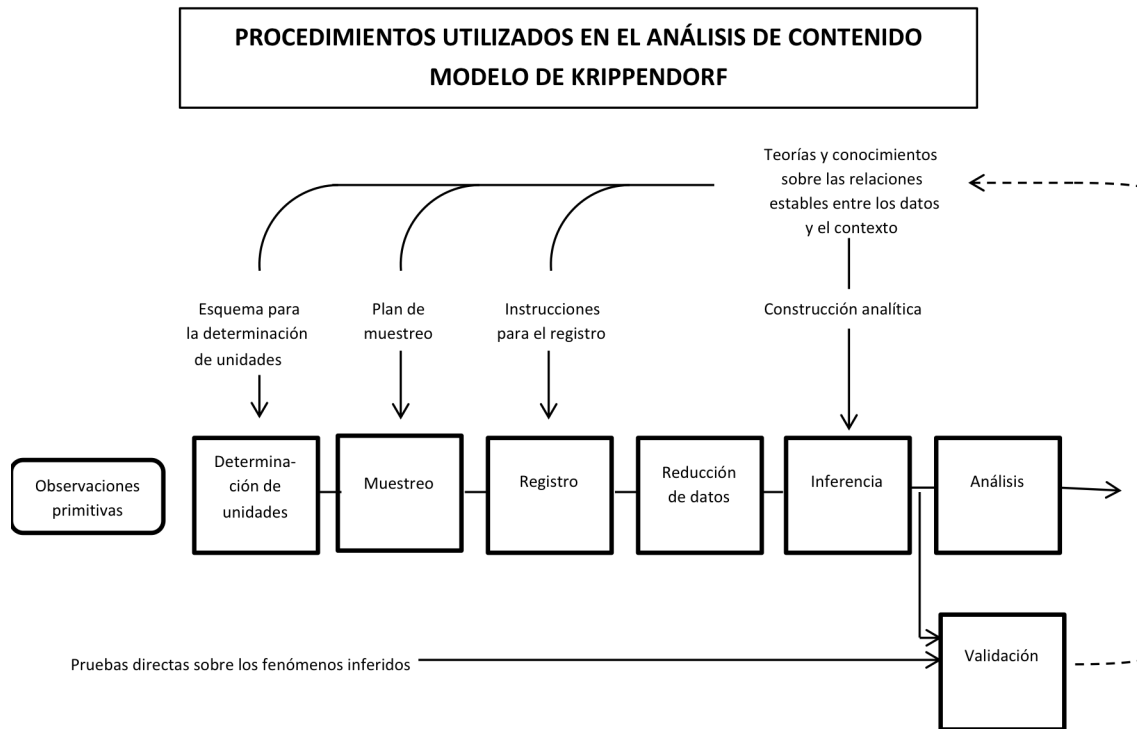 PROCEDIMIENTOS UTILIZADOS EN EL ANÁLISIS DE CONTENIDO
MODELO DE KRIPPENDORF
Teorías y conocimientos
sobre las relaciones
estables entre los datos
y el contexto
Esquema para
la determinación
de unidades
Plan de
muestreo
Instrucciones
para el registro
Construcción analítica
Observaciones
primitivas
Determina-
ción de
unidades
Muestreo
Registro
Reducción
de datos
Inferencia
Análisis
Pruebas directas sobre los fenómenos inferidos
Validación